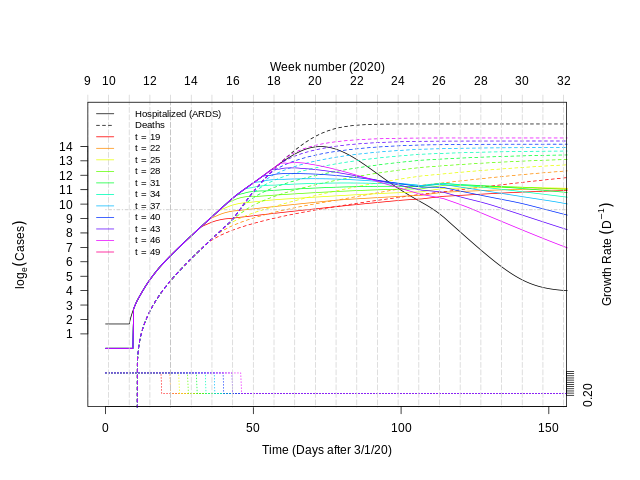 Week number (2020)
9 10 12 14 16 18 20 22 24 26 28 30 32
Hospitalized (ARDS)
Deaths
t = 19
t = 22
t = 25
t = 28
t = 31
t = 34
t = 37
t = 40
t = 43
t = 46
t = 49
14
13
12
11
10
9
8
7
6
5
4
3
2
1
logₑ(Cases)
Growth Rate (D⁻¹)
0.20
0 50 100 150
Time (Days after 3/1/20)